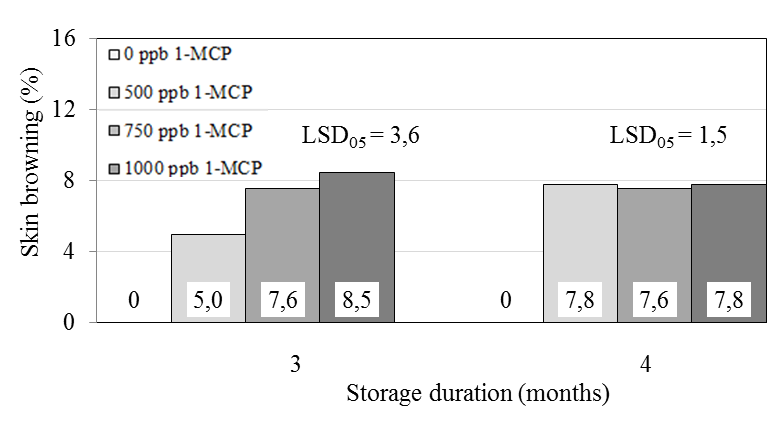 Skin browning (%)
16
12
8
4
0
0 ppb 1-MCP
500 ppb 1-MCP
750 ppb 1-MCP
1000 ppb 1-MCP
LSD05 = 3,6
LSD05 = 1,5
0
5,0
7,6
8,5
0
7,8
7,6
7,8
3
4
Storage duration (months)